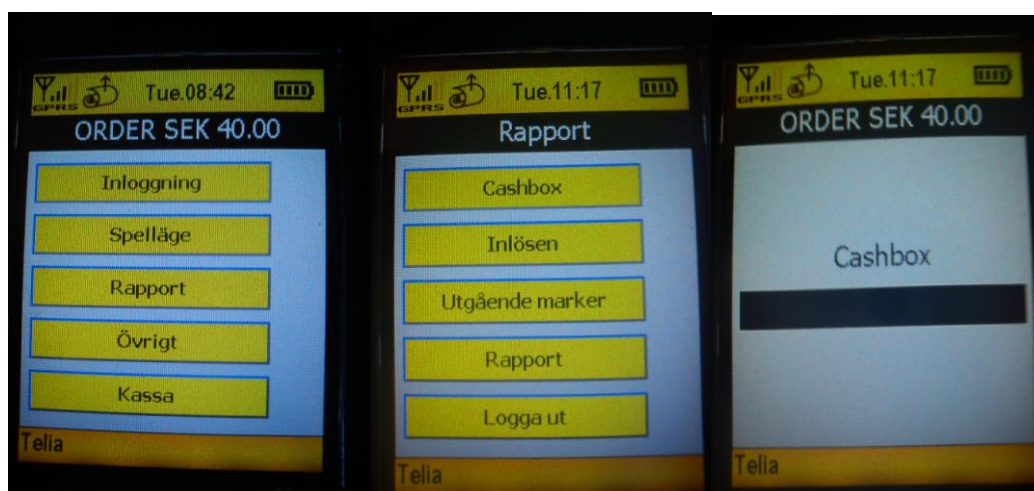 GPRS
Tue.08:42
ORDER SEK 40.00
Inloggning
Spelläge
Rapport
Övrigt
Kassa
Telia
GPRS
Tue.11:17
Rapport
Cashbox
Inlösen
Utgående marker
Rapport
Logga ut
Telia
GPRS
Tue.11:17
ORDER SEK 40.00
Cashbox
Telia